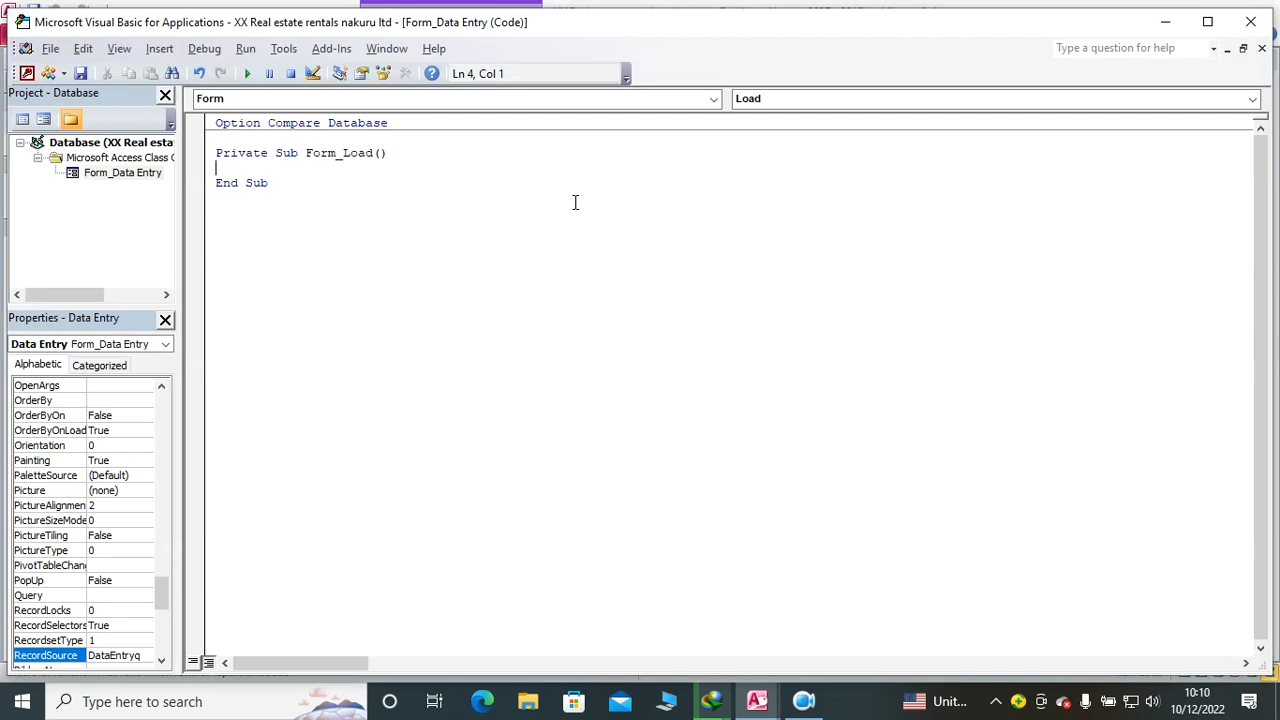 Microsoft Visual Basic for Applications - XX Real estate rentals nakuru ltd - [Form_Data Entry (Code)]
File Edit View Insert Format Debug Run Tools Add-Ins Window Help
Type a question for help
Ln 4, Col 1
Project - Database
Form
Load
Database (XX Real estat
Microsoft Access Class O
Form_Data Entry
Option Compare Database
Private Sub Form_Load()
End Sub
Properties - Data Entry
Data Entry Form_Data Entry
Alphabetic Categorized
OpenArgs
OrderBy
OrderByOn False
OrderByOnLoad True
Orientation 0
Painting True
PaletteSource (Default)
Picture (none)
PictureAlignmen 2
PictureSizeMode 0
PictureTiling False
PictureType 0
PivotTableChang
PopUp False
Query
RecordLocks 0
RecordSelectors True
RecordsetType 1
RecordSource DataEntryq
Type here to search
Unit...
10:10
10/12/2022